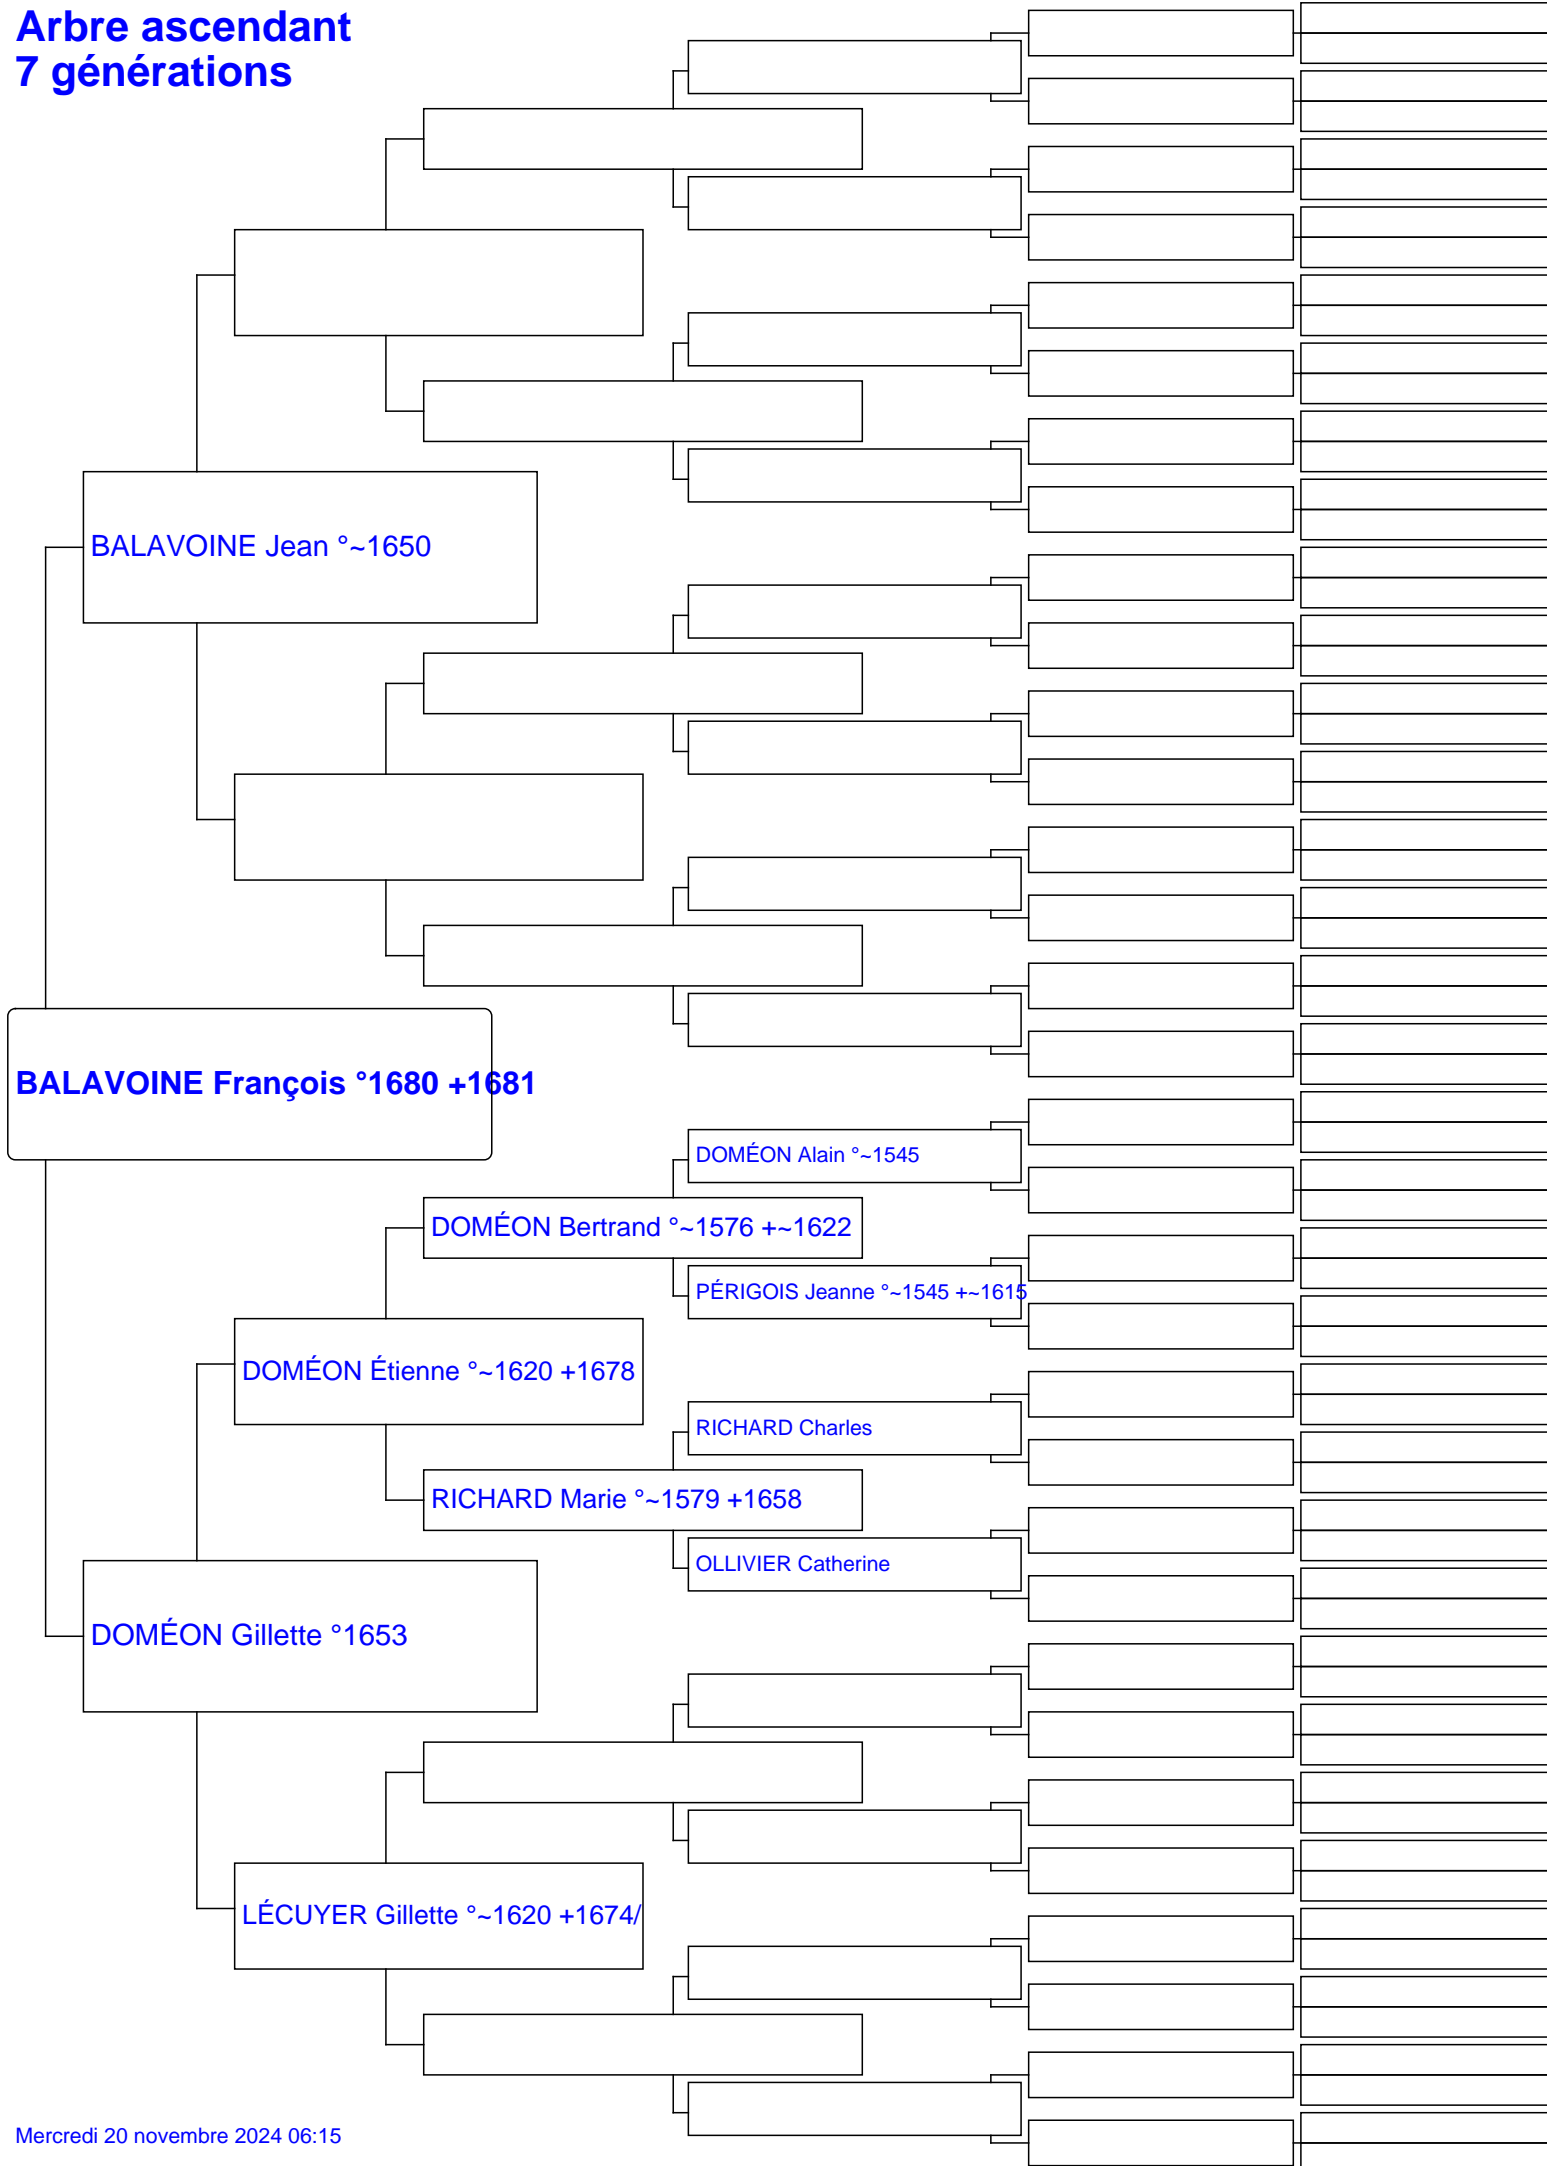 Arbre ascendant
7 générations
BALAVOINE Jean °~1650
BALAVOINE François °1680 +1681
DOMÉON Alain °~1545
DOMÉON Bertrand °~1576 +~1622
PÉRIGOIS Jeanne °~1545 +~1615
DOMÉON Étienne °~1620 +1678
RICHARD Charles
RICHARD Marie °~1579 +1658
OLLIVIER Catherine
DOMÉON Gillette °1653
LÉCUYER Gillette °~1620 +1674/
Mercredi 20 novembre 2024 06:15